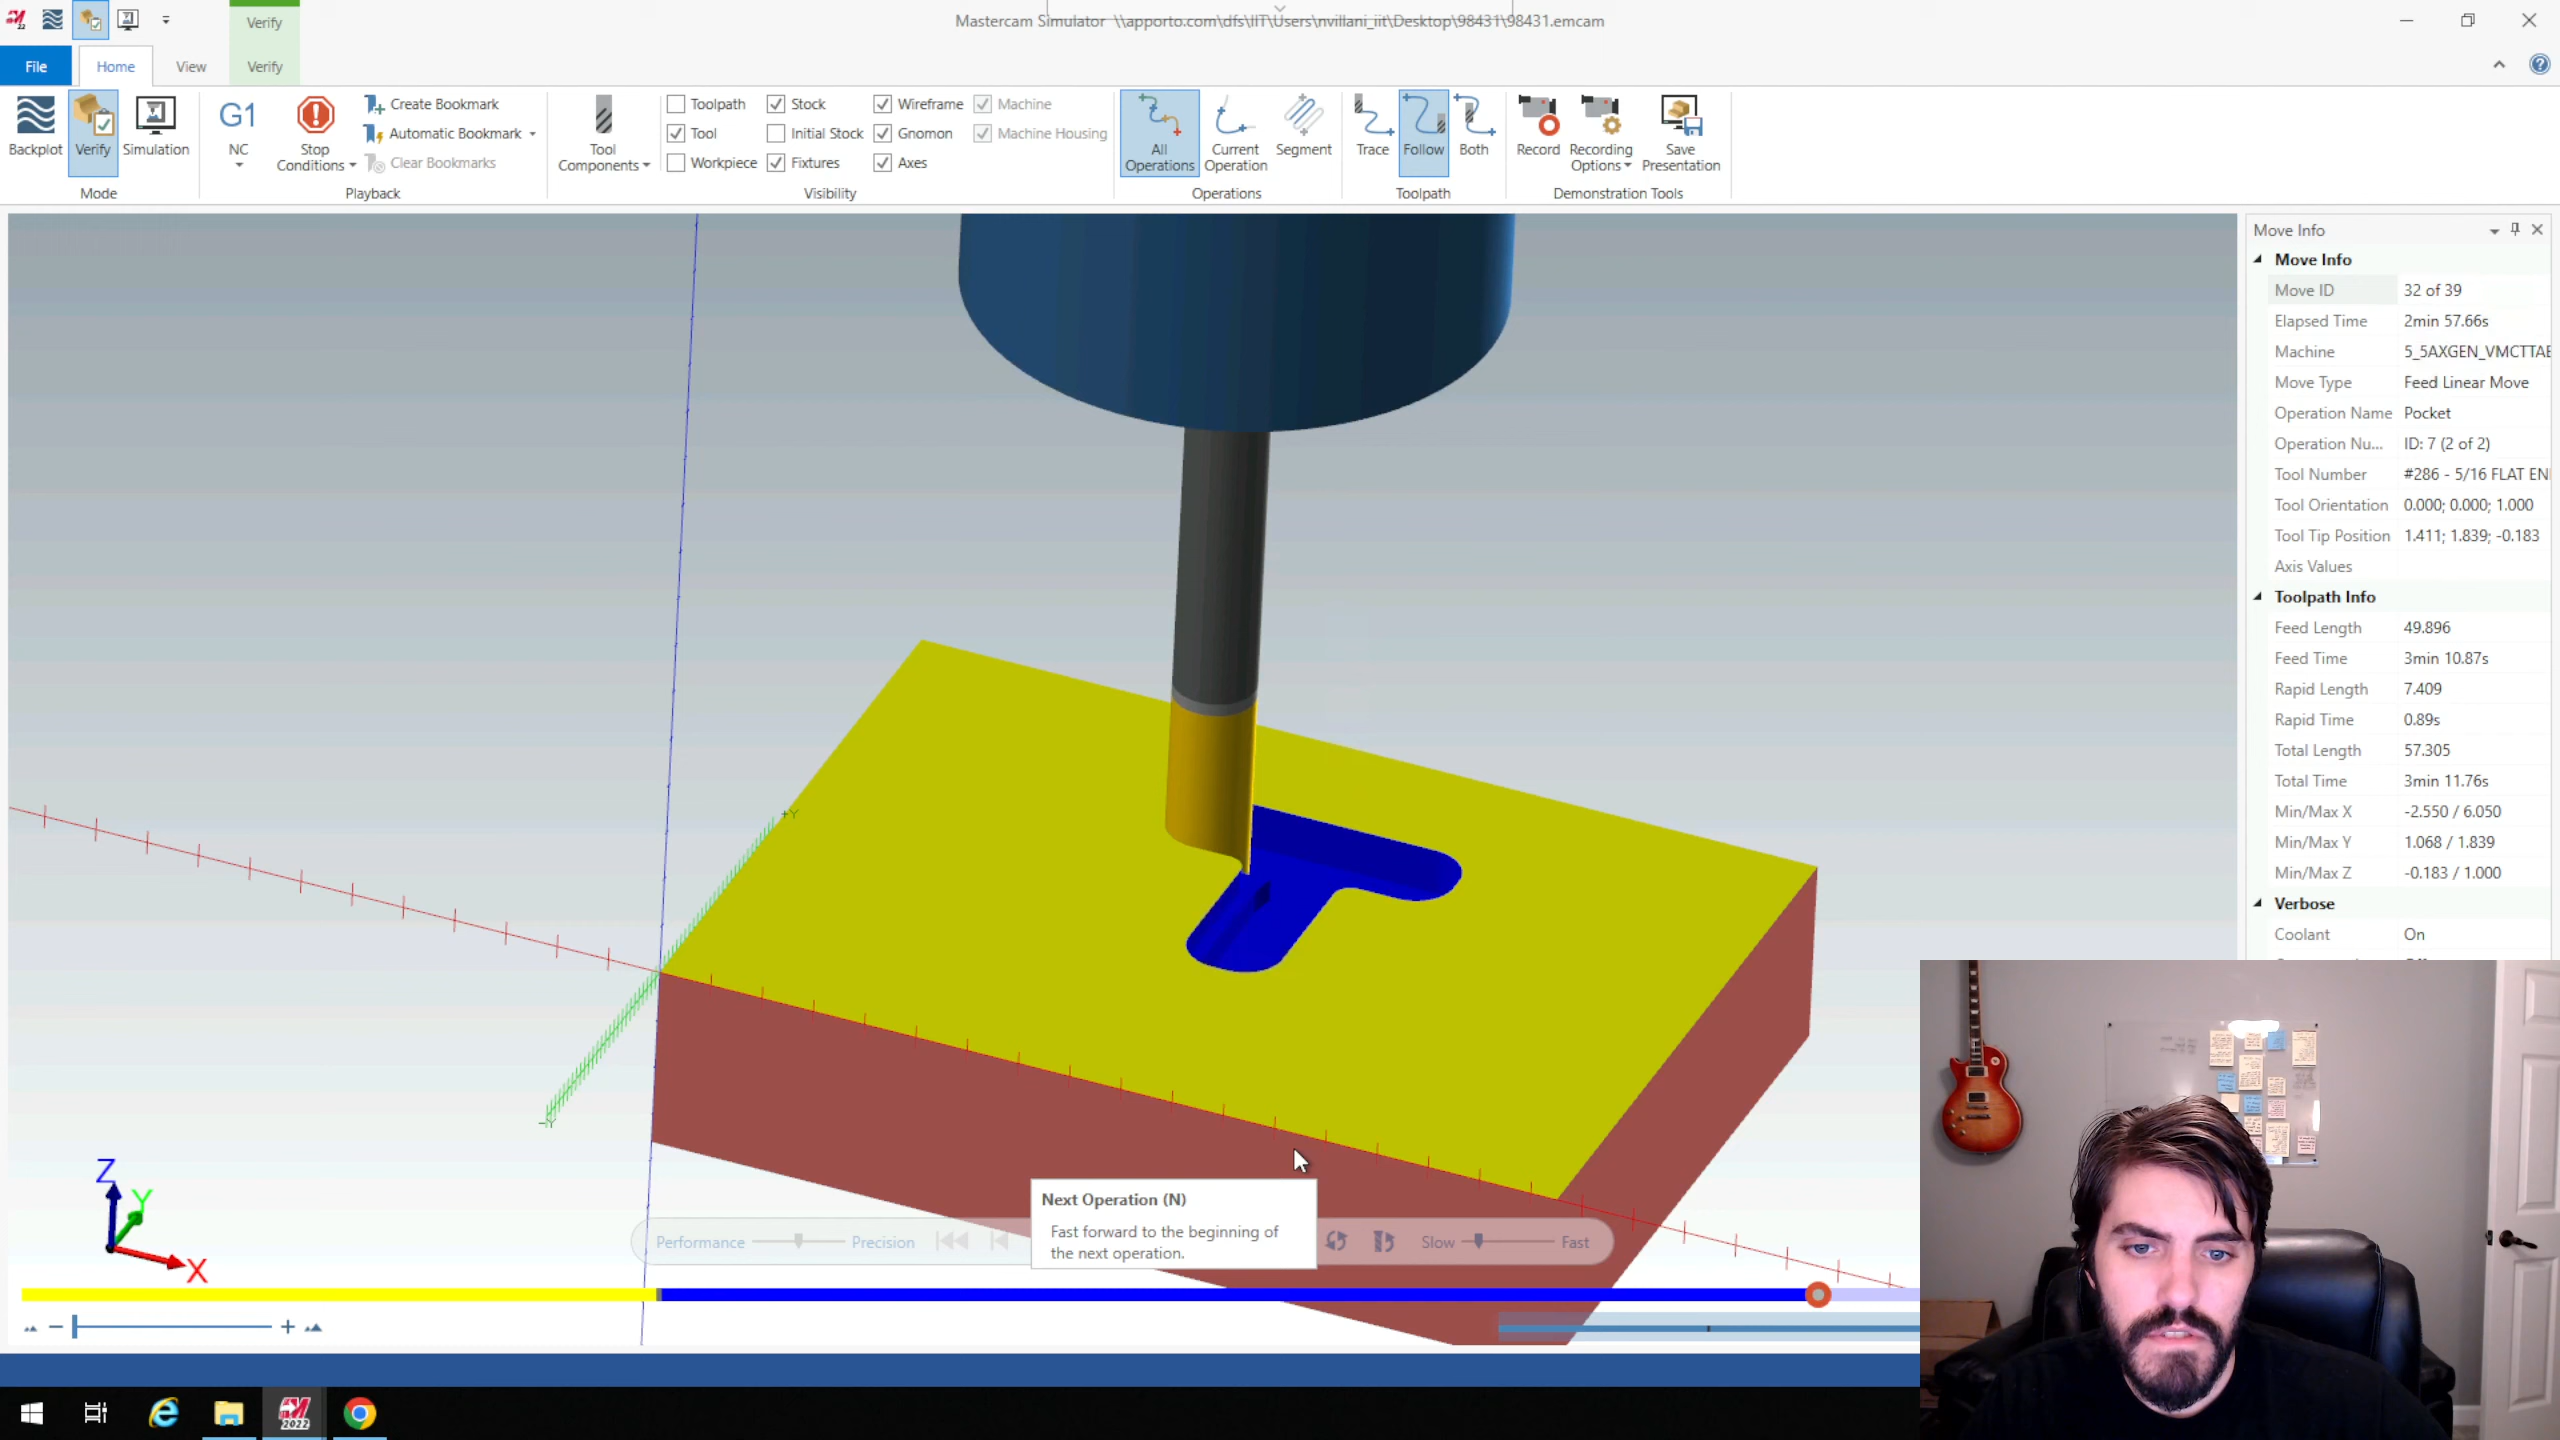 Verify
Mastercam Simulator \\apporto.com\dfs\IIT\Users\nvillani_iit\Desktop\98431\98431.emcam
File
Home
View
Verify
Backplot
Verify
Simulation
Mode
G1
NC
Stop Conditions
Create Bookmark
Automatic Bookmark
Clear Bookmarks
Playback
Tool Components
Toolpath
Tool
Workpiece
Stock
Initial Stock
Fixtures
Wireframe
Gnomon
Axes
Machine
Machine Housing
Visibility
All Operations
Current Operation
Segment
Operations
Trace
Follow
Both
Toolpath
Record
Recording Options
Save Presentation
Demonstration Tools
Move Info
Move Info
Move ID 32 of 39
Elapsed Time 2min 57.66s
Machine 5_5AXGEN_VMCTTAE
Move Type Feed Linear Move
Operation Name Pocket
Operation Nu... ID: 7 (2 of 2)
Tool Number #286 - 5/16 FLAT EN
Tool Orientation 0.000; 0.000; 1.000
Tool Tip Position 1.411; 1.839; -0.183
Axis Values
Toolpath Info
Feed Length 49.896
Feed Time 3min 10.87s
Rapid Length 7.409
Rapid Time 0.89s
Total Length 57.305
Total Time 3min 11.76s
Min/Max X -2.550 / 6.050
Min/Max Y 1.068 / 1.839
Min/Max Z -0.183 / 1.000
Verbose
Coolant On
+Y
-Y
Z
Y
X
Next Operation (N)
Fast forward to the beginning of
the next operation.
Performance
Precision
Slow
Fast
2022